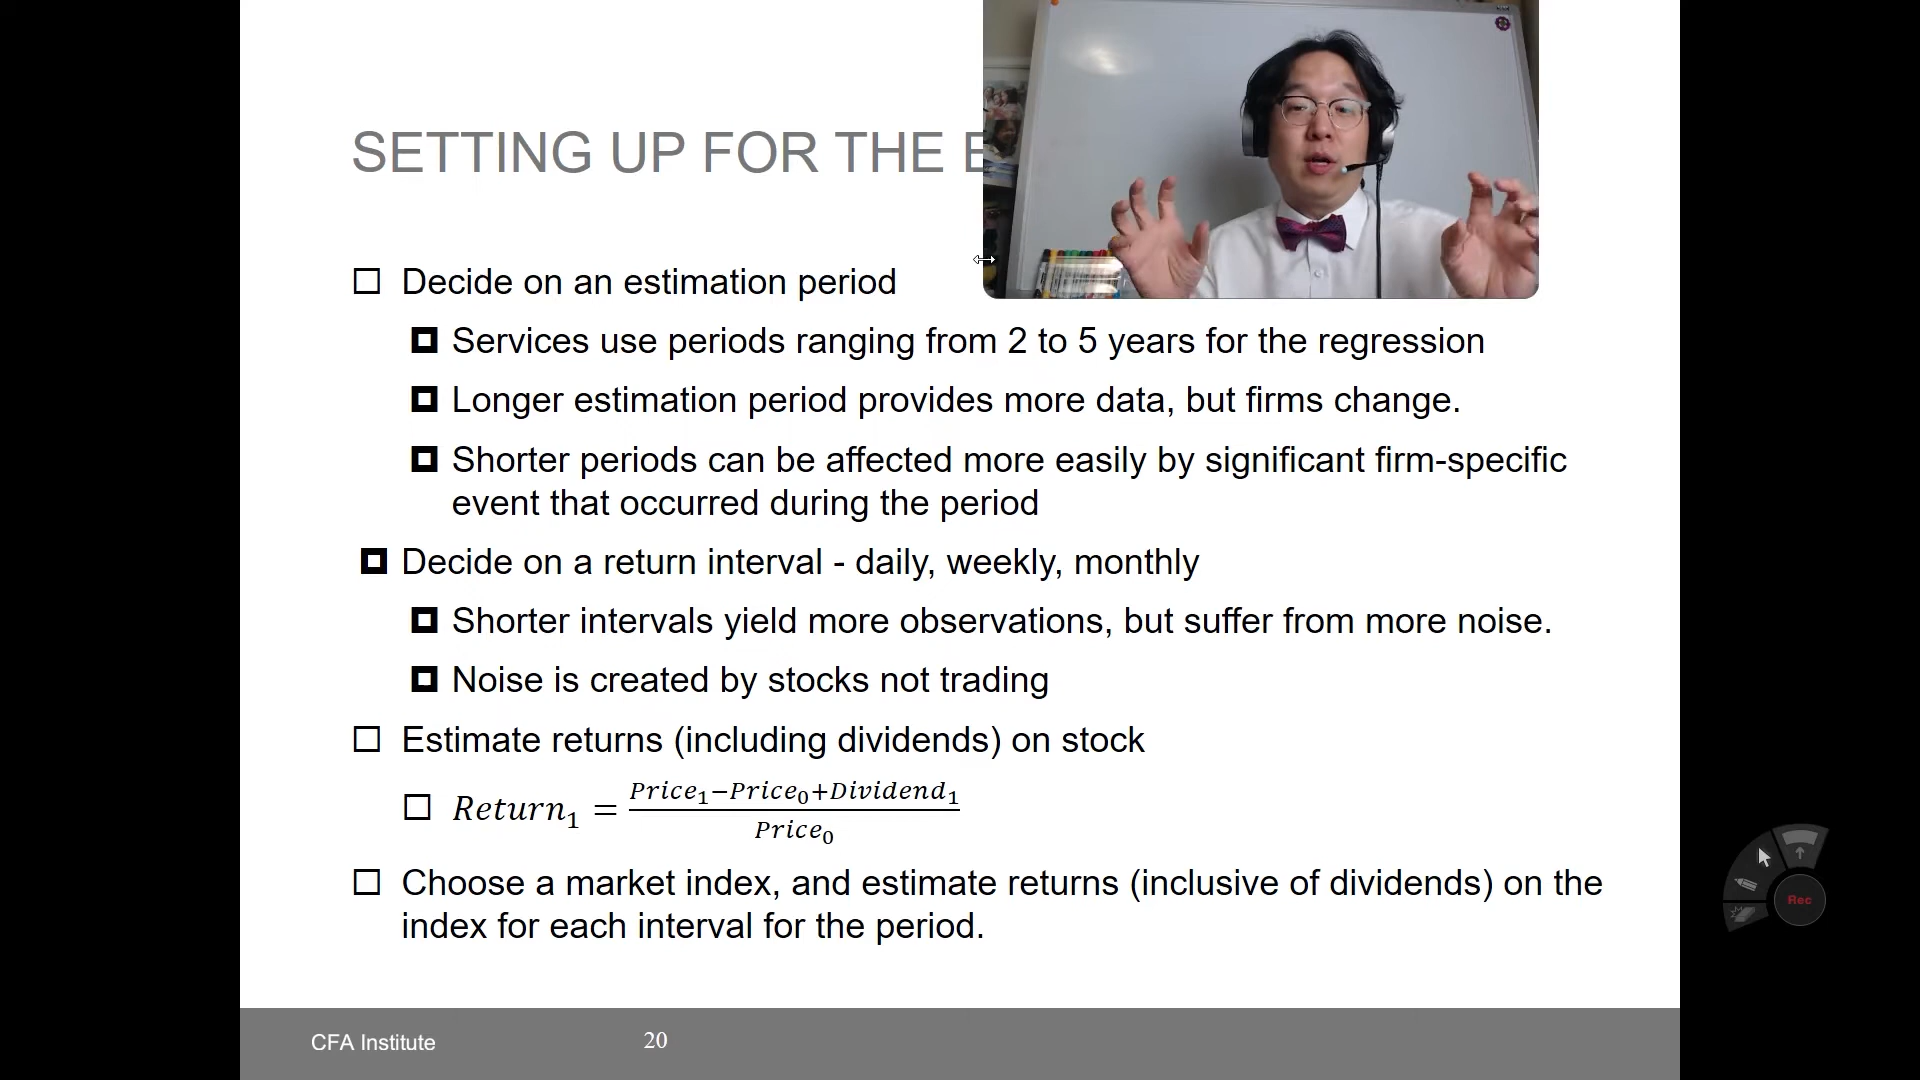 SETTING UP FOR THE
Decide on an estimation period
Services use periods ranging from 2 to 5 years for the regression
Longer estimation period provides more data, but firms change.
Shorter periods can be affected more easily by significant firm-specific
event that occurred during the period
Decide on a return interval - daily, weekly, monthly
Shorter intervals yield more observations, but suffer from more noise.
Noise is created by stocks not trading
Estimate returns (including dividends) on stock
Return₁ = (Price₁−Price₀+Dividend₁)/Price₀
Choose a market index, and estimate returns (inclusive of dividends) on the
index for each interval for the period.
Rec
CFA Institute 20